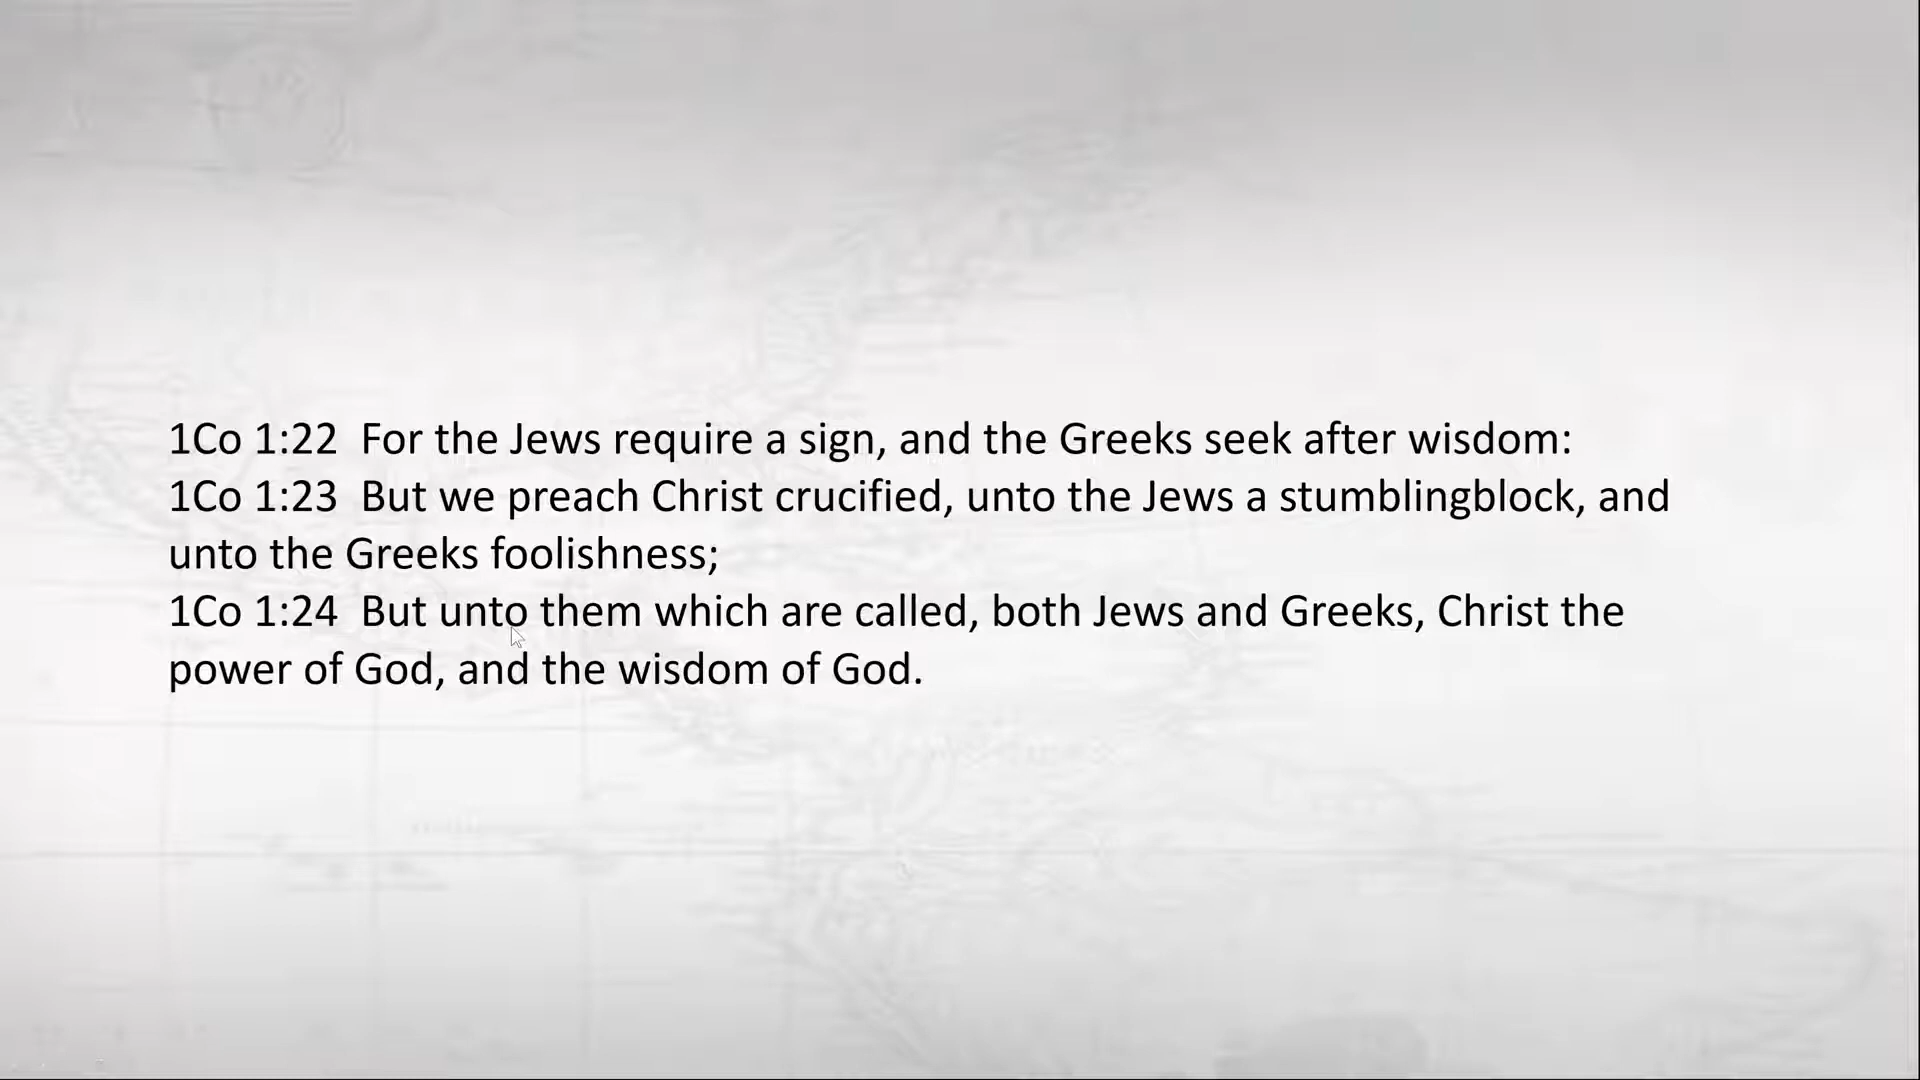 1Co 1:22  For the Jews require a sign, and the Greeks seek after wisdom:
1Co 1:23  But we preach Christ crucified, unto the Jews a stumblingblock, and
unto the Greeks foolishness;
1Co 1:24  But unto them which are called, both Jews and Greeks, Christ the
power of God, and the wisdom of God.